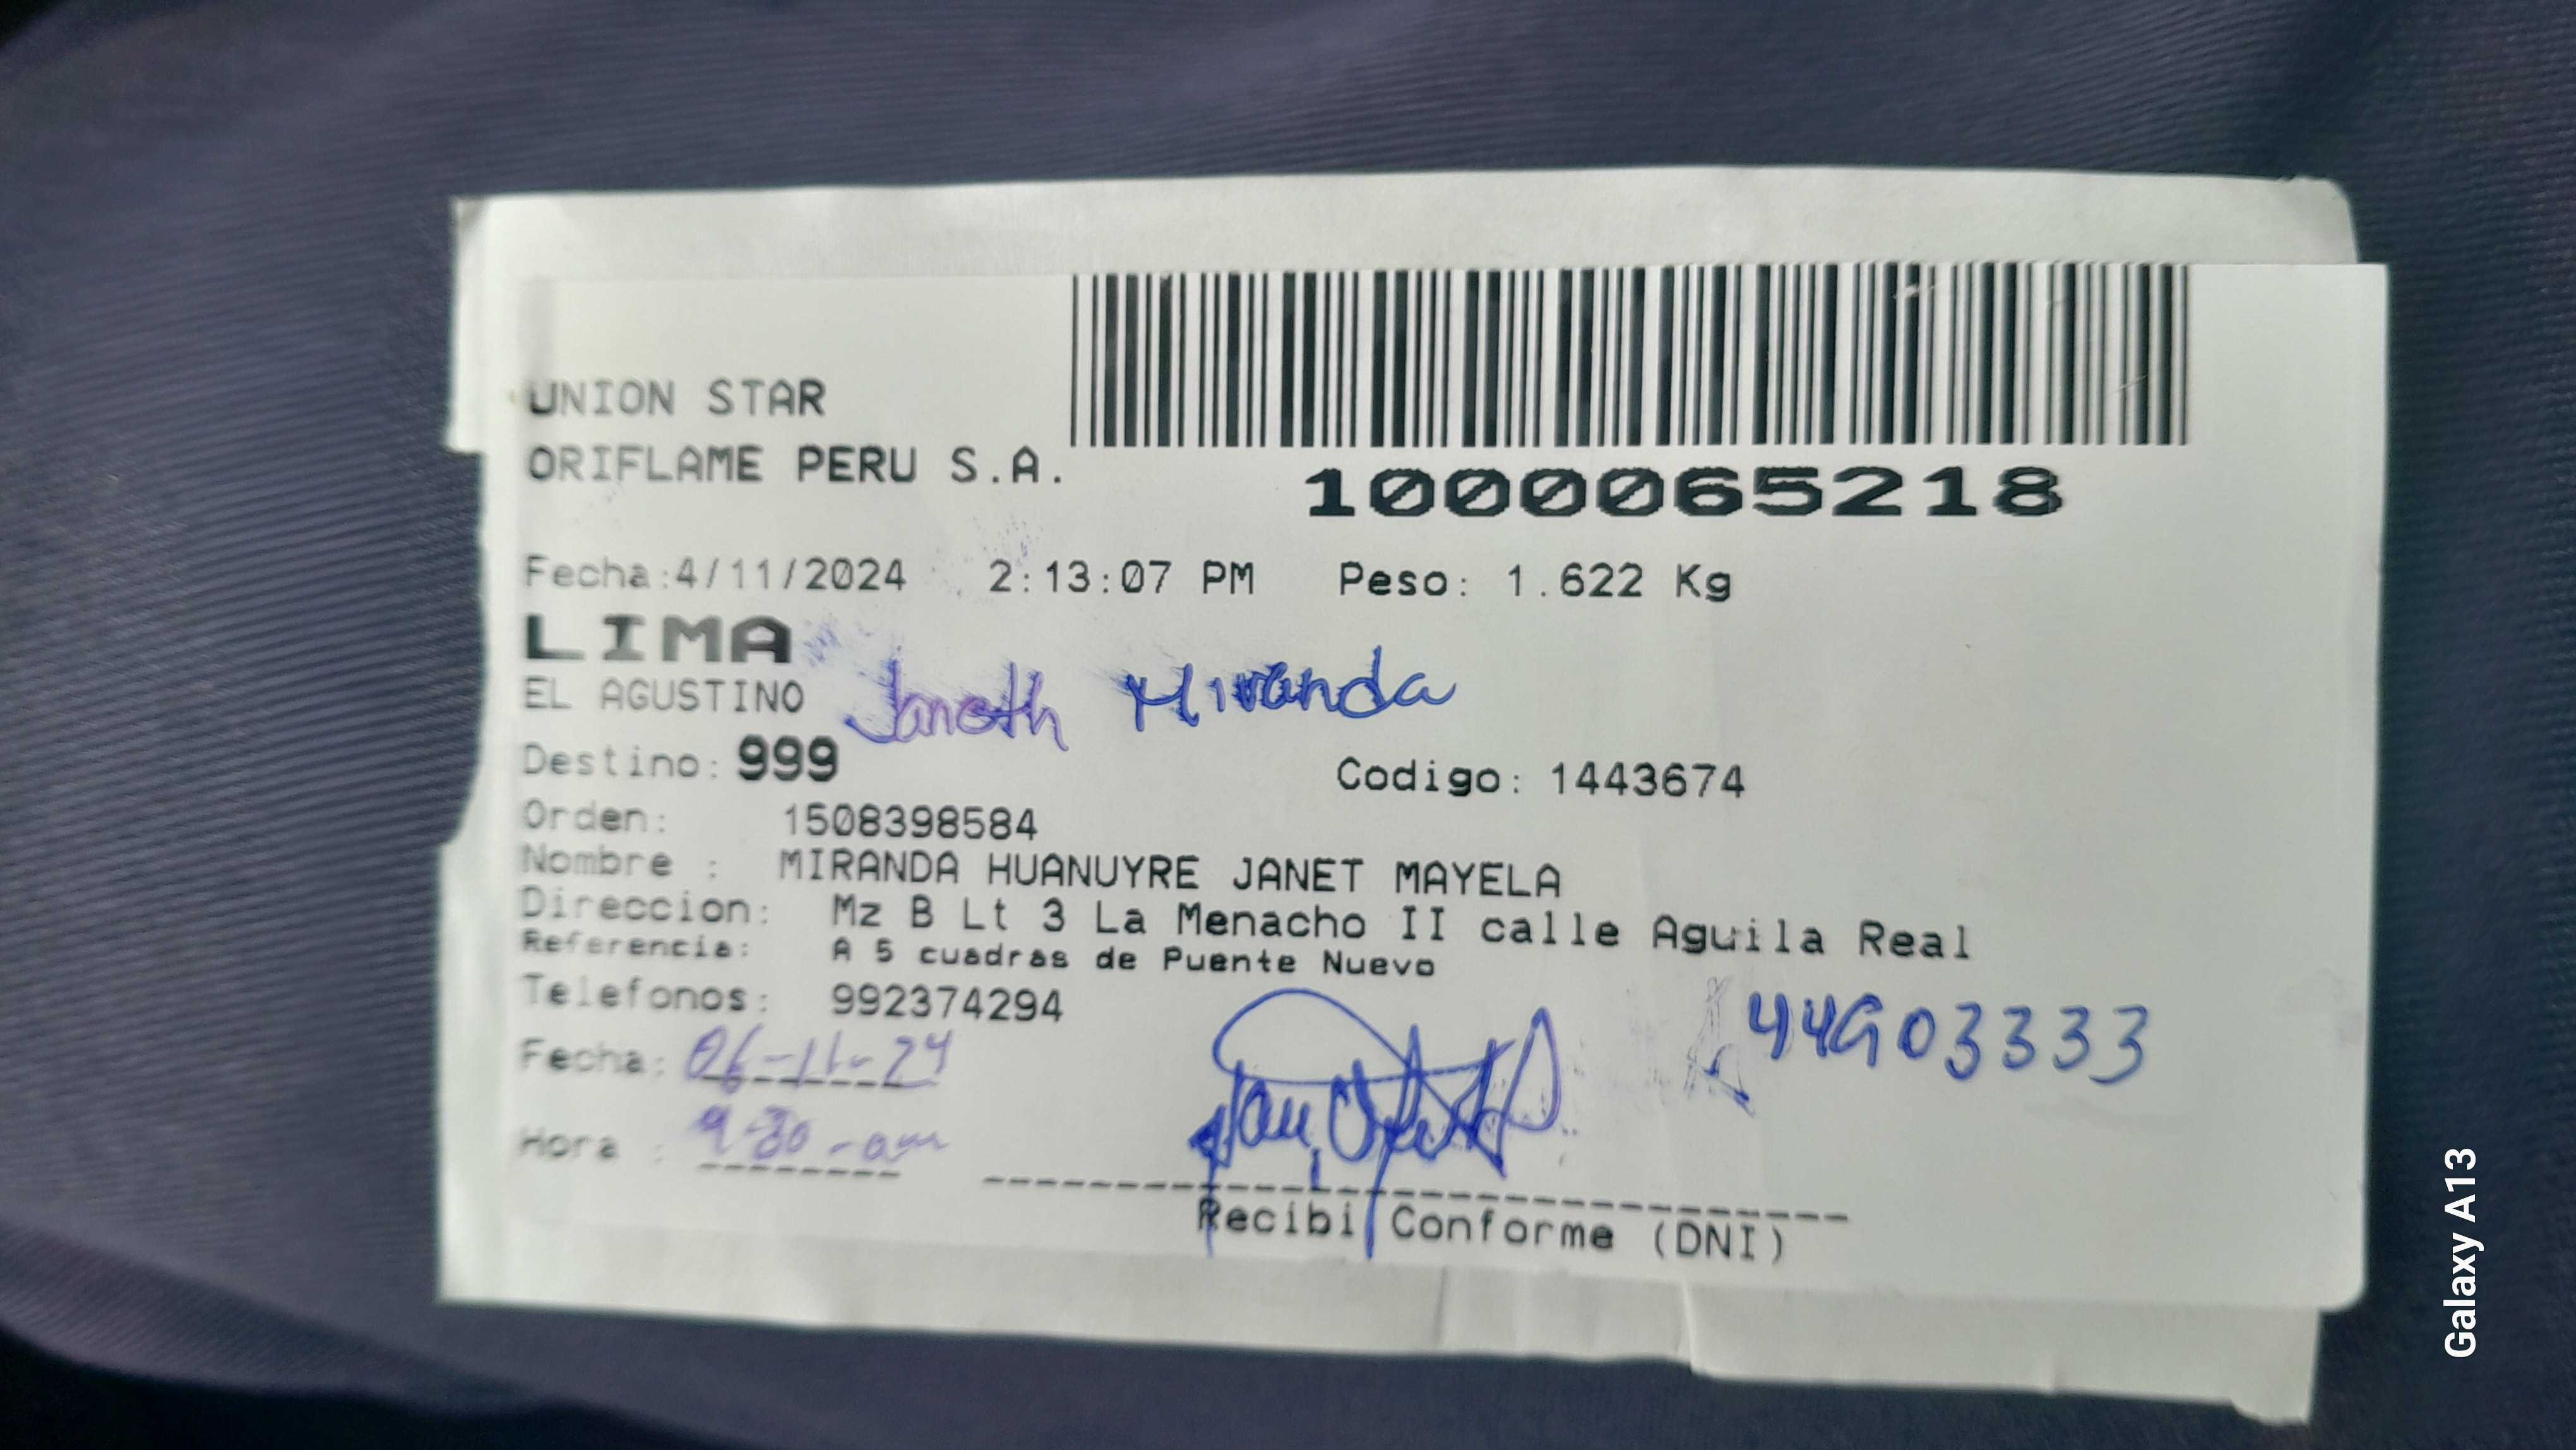 UNION STAR
ORIFLAME PERU S.A.
1000065218
Fecha:4/11/2024 2:13:07 PM Peso: 1.622 Kg
LIMA
EL AGUSTINO
Janeth Miranda
Destino: 999 Codigo: 1443674
Orden: 1508398584
Nombre : MIRANDA HUANUYRE JANET MAYELA
Direccion: Mz B Lt 3 La Menacho II calle Aguila Real
Referencia: A 5 cuadras de Puente Nuevo
Telefonos: 992374294
44903333
Fecha: 06-11-24
Hora : 9:30-am
Recibi Conforme (DNI)
Galaxy A13